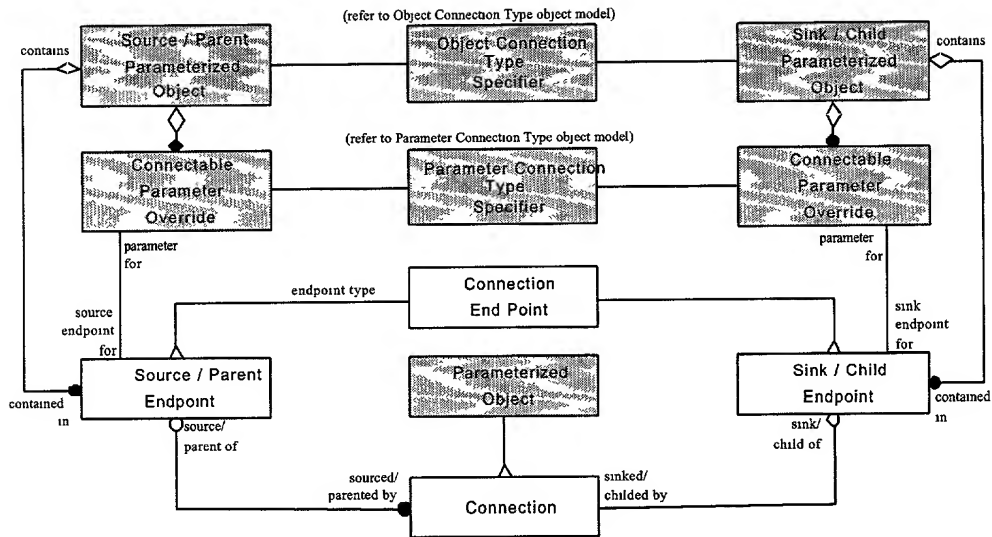 (refer to Object Connection Type object model)
contains
Source / Parent
Parameterized
Object
Object Connection
Type
Specifier
Sink / Child
Parameterized
Object
contains
(refer to Parameter Connection Type object model)
Connectable
Parameter
Override
Parameter Connection
Type
Specifier
Connectable
Parameter
Override
parameter
for
parameter
for
endpoint type
Connection
End Point
source
endpoint
for
sink
endpoint
for
Source / Parent
Endpoint
Parameterized
Object
Sink / Child
Endpoint
contained
in
contained
in
source/
parent of
sink/
child of
sourced/
parented by
Connection
sinked/
childed by